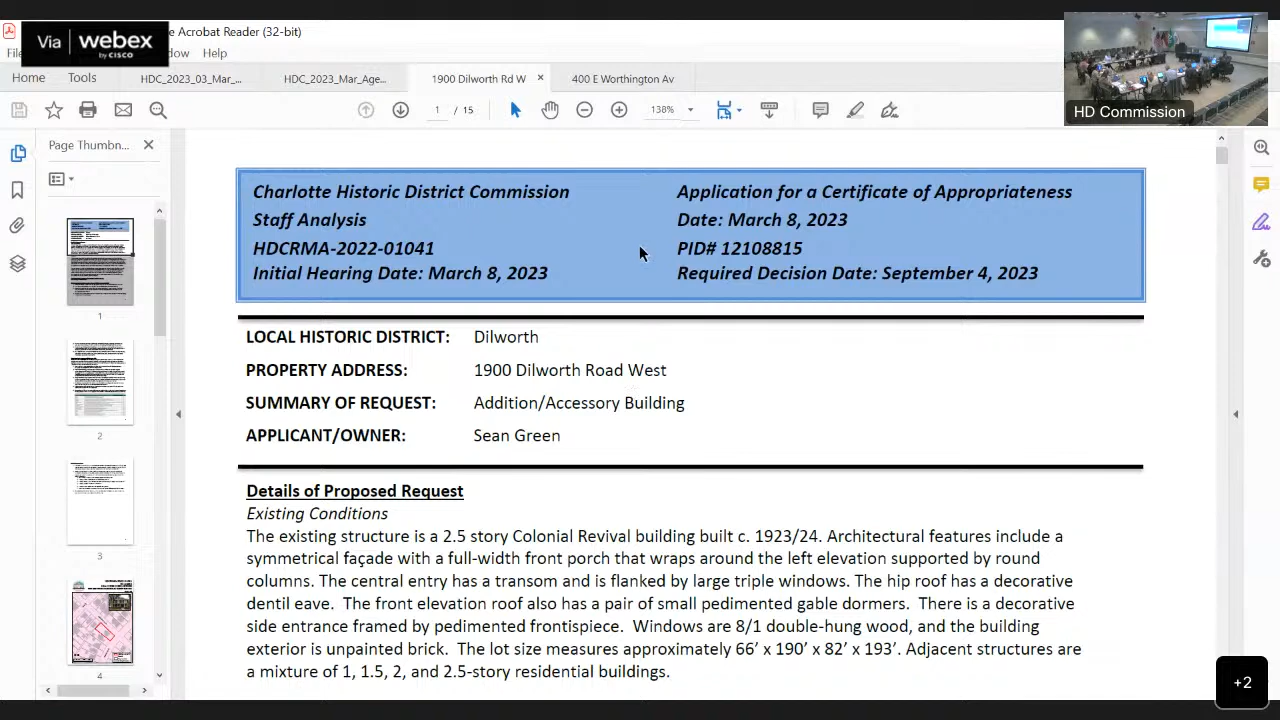 Via webex
by CISCO
e Acrobat Reader (32-bit)
dow Help
Home Tools HDC_2023_03_Mar_... HDC_2023_Mar_Age... 1900 Dilworth Rd W × 400 E Worthington Av
1 / 15 138%
HD Commission
Page Thumbn...
Charlotte Historic District Commission Application for a Certificate of Appropriateness
Staff Analysis Date: March 8, 2023
HDCRMA-2022-01041 PID# 12108815
Initial Hearing Date: March 8, 2023 Required Decision Date: September 4, 2023
LOCAL HISTORIC DISTRICT: Dilworth
PROPERTY ADDRESS: 1900 Dilworth Road West
SUMMARY OF REQUEST: Addition/Accessory Building
APPLICANT/OWNER: Sean Green
Details of Proposed Request
Existing Conditions
The existing structure is a 2.5 story Colonial Revival building built c. 1923/24. Architectural features include a
symmetrical façade with a full-width front porch that wraps around the left elevation supported by round
columns. The central entry has a transom and is flanked by large triple windows. The hip roof has a decorative
dentil eave. The front elevation roof also has a pair of small pedimented gable dormers. There is a decorative
side entrance framed by pedimented frontispiece. Windows are 8/1 double-hung wood, and the building
exterior is unpainted brick. The lot size measures approximately 66’ x 190’ x 82’ x 193’. Adjacent structures are
a mixture of 1, 1.5, 2, and 2.5-story residential buildings.
1
2
3
4
+2